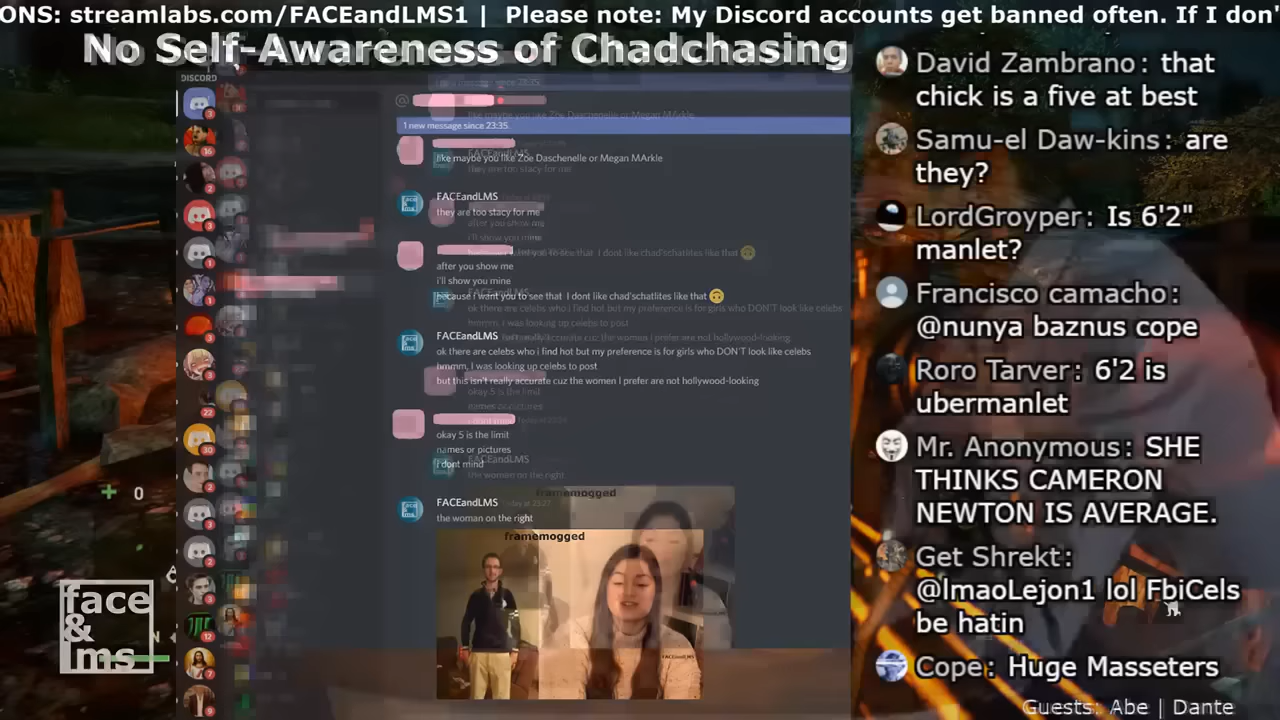 ONS: streamlabs.com/FACEandLMS1 | Please note: My Discord accounts get banned often. If I don'
No Self-Awareness of Chadchasing
DISCORD
1 new message since 23:35
like maybe you like Zoe Daschenelle or Megan MArkle
FACEandLMS
they are too stacy for me
after you show me
i'll show you mine
because I want you to see that I dont like chad'schatlites like that
FACEandLMS
ok there are celebs who i find hot but my preference is for girls who DON'T look like celebs
hmmm, I was looking up celebs to post
but this isn't really accurate cuz the women I prefer are not hollywood-looking
okay 5 is the limit
names or pictures
i dont mind
FACEandLMS
the woman on the right
framemogged
framemogged
0
face
&
lms
David Zambrano: that
chick is a five at best
Samu-el Daw-kins: are
they?
LordGroyper: Is 6'2"
manlet?
Francisco camacho:
@nunya baznus cope
Roro Tarver: 6'2 is
ubermanlet
Mr. Anonymous: SHE
THINKS CAMERON
NEWTON IS AVERAGE.
Get Shrekt:
@lmaoLejon1 lol FbiCels
be hatin
Cope: Huge Masseters
Guests: Abe | Dante